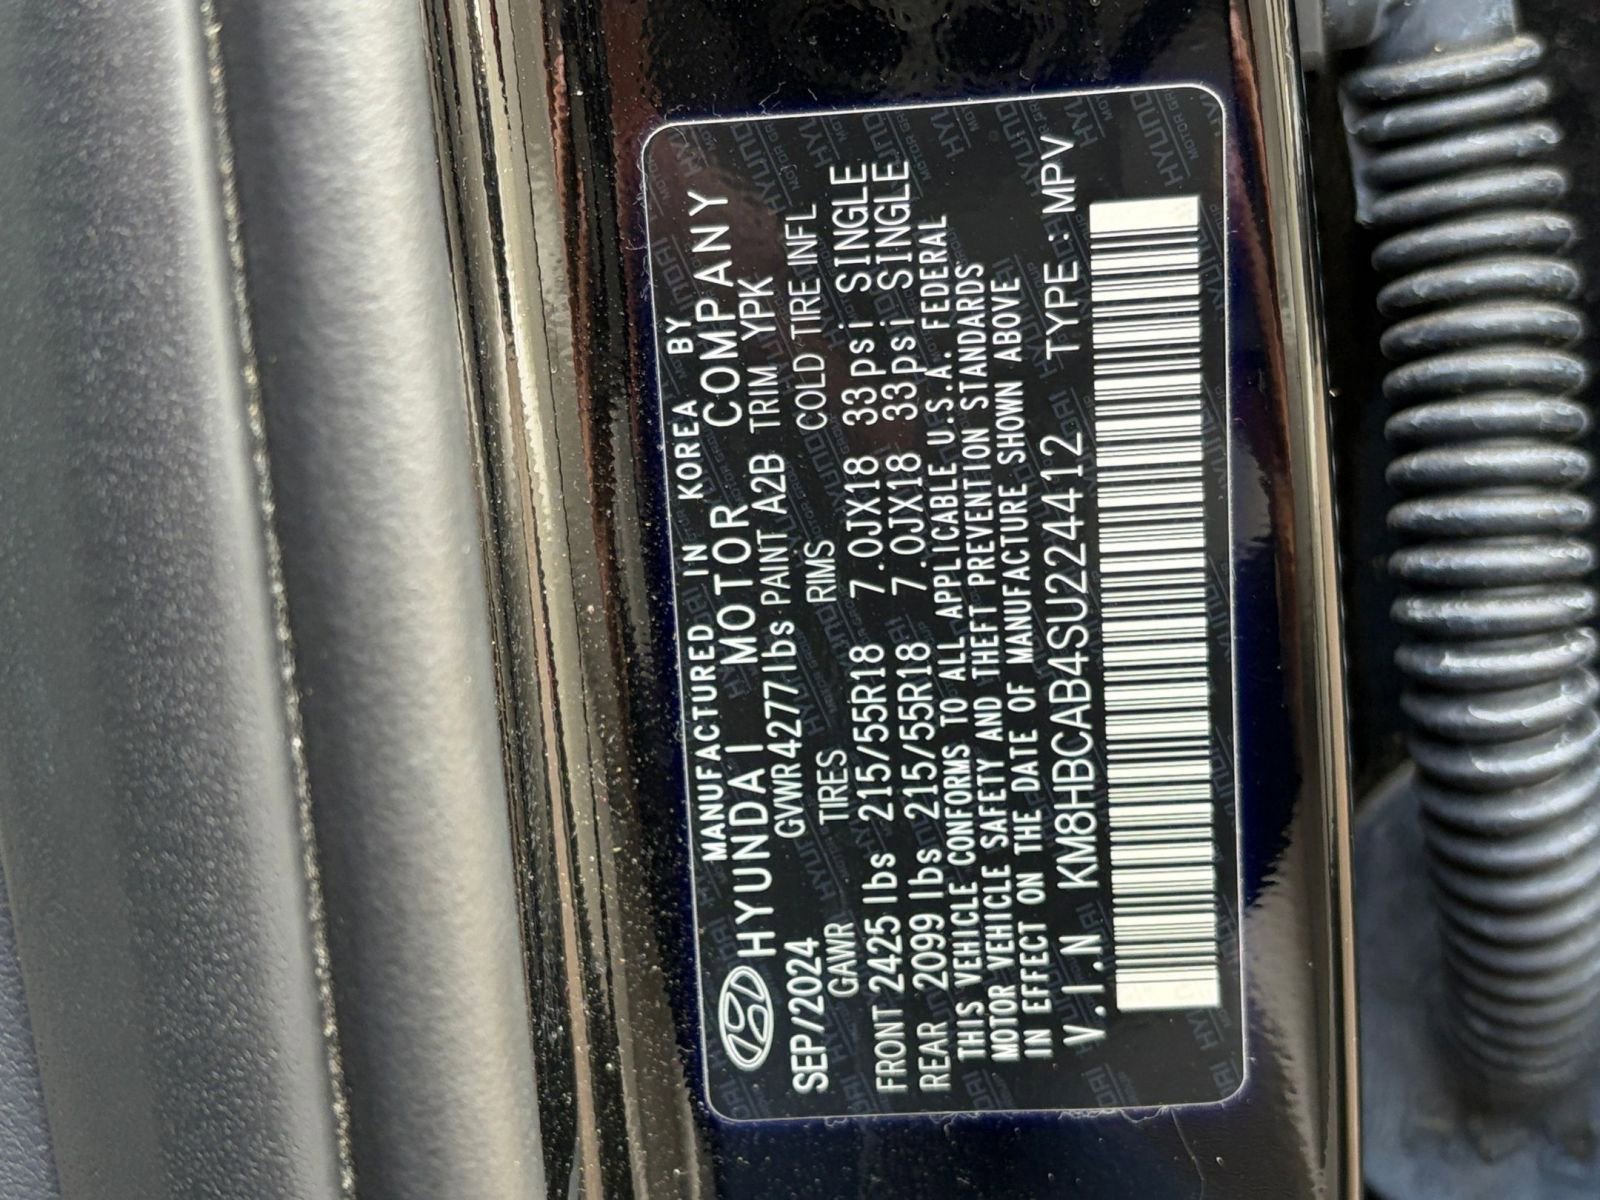 MANUFACTURED IN KOREA BY
HYUNDAI MOTOR COMPANY
SEP/2024 GVWR4277lbs PAINT A2B TRIM YPK
GAWR TIRES RIMS COLD TIRE INFL
FRONT 2425 lbs 215/55R18 7.0JX18 33psi SINGLE
REAR 2099 lbs 215/55R18 7.0JX18 33psi SINGLE
THIS VEHICLE CONFORMS TO ALL APPLICABLE U.S.A. FEDERAL
MOTOR VEHICLE SAFETY AND THEFT PREVENTION STANDARDS
IN EFFECT ON THE DATE OF MANUFACTURE SHOWN ABOVE
V.I.N KM8HBCAB4SU224412 TYPE:MPV